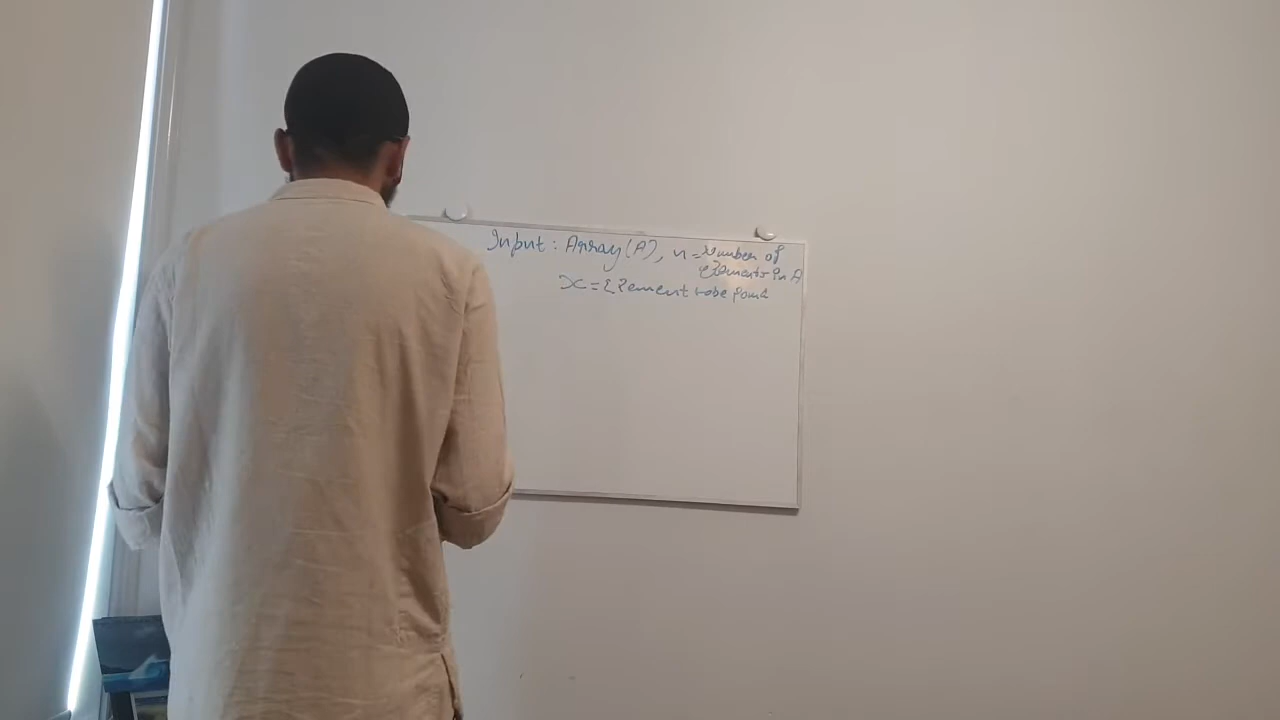 Input: Array(A), n = Number of
elements in A
x = Element to be found